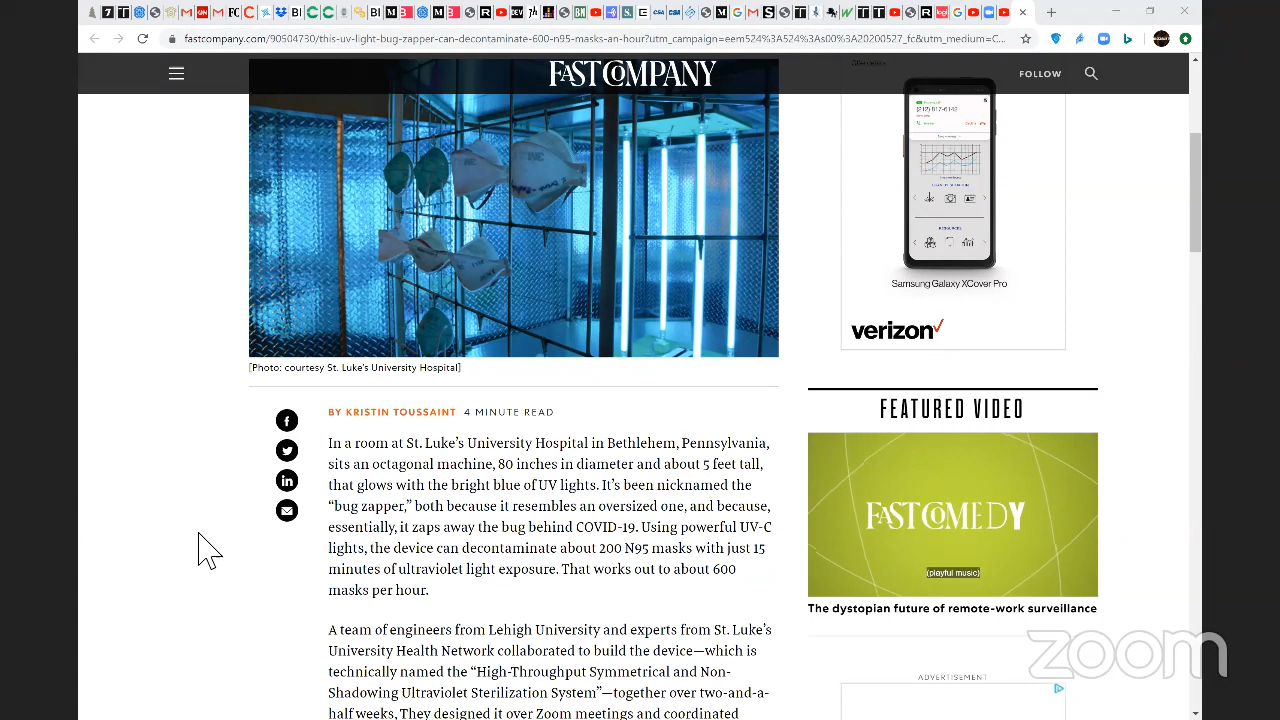 fastcompany.com/90504730/this-uv-light-bug-zapper-can-decontaminate-600-n95-masks-an-hour?utm_campaign=eem524%3A524%3As00%3A20200527_fc&utm_medium=C...
FAST COMPANY
FOLLOW
(212) 817-6142
RESOURCES
Samsung Galaxy XCover Pro
verizon
[Photo: courtesy St. Luke's University Hospital]
BY KRISTIN TOUSSAINT 4 MINUTE READ
In a room at St. Luke's University Hospital in Bethlehem, Pennsylvania,
sits an octagonal machine, 80 inches in diameter and about 5 feet tall,
that glows with the bright blue of UV lights. It's been nicknamed the
“bug zapper,” both because it resembles an oversized one, and because,
essentially, it zaps away the bug behind COVID-19. Using powerful UV-C
lights, the device can decontaminate about 200 N95 masks with just 15
minutes of ultraviolet light exposure. That works out to about 600
masks per hour.
A team of engineers from Lehigh University and experts from St. Luke's
University Health Network collaborated to build the device—which is
technically named the “High-Throughput Symmetrical and Non-
Shadowing Ultraviolet Sterilization System”—together over two-and-a-
half weeks. They designed it over Zoom meetings and coordinated
FEATURED VIDEO
FAST COMEDY
(playful music)
The dystopian future of remote-work surveillance
ADVERTISEMENT
zoom